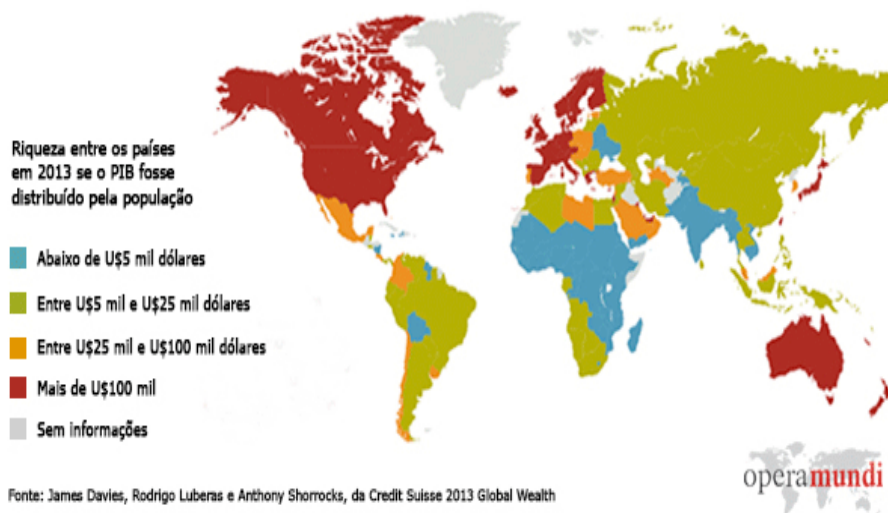 Riqueza entre os países
em 2013 se o PIB fosse
distribuído pela população
Abaixo de U$5 mil dólares
Entre U$5 mil e U$25 mil dólares
Entre U$25 mil e U$100 mil dólares
Mais de U$100 mil
Sem informações
Fonte: James Davies, Rodrigo Luberas e Anthony Shorrocks, da Credit Suisse 2013 Global Wealth
operamundi